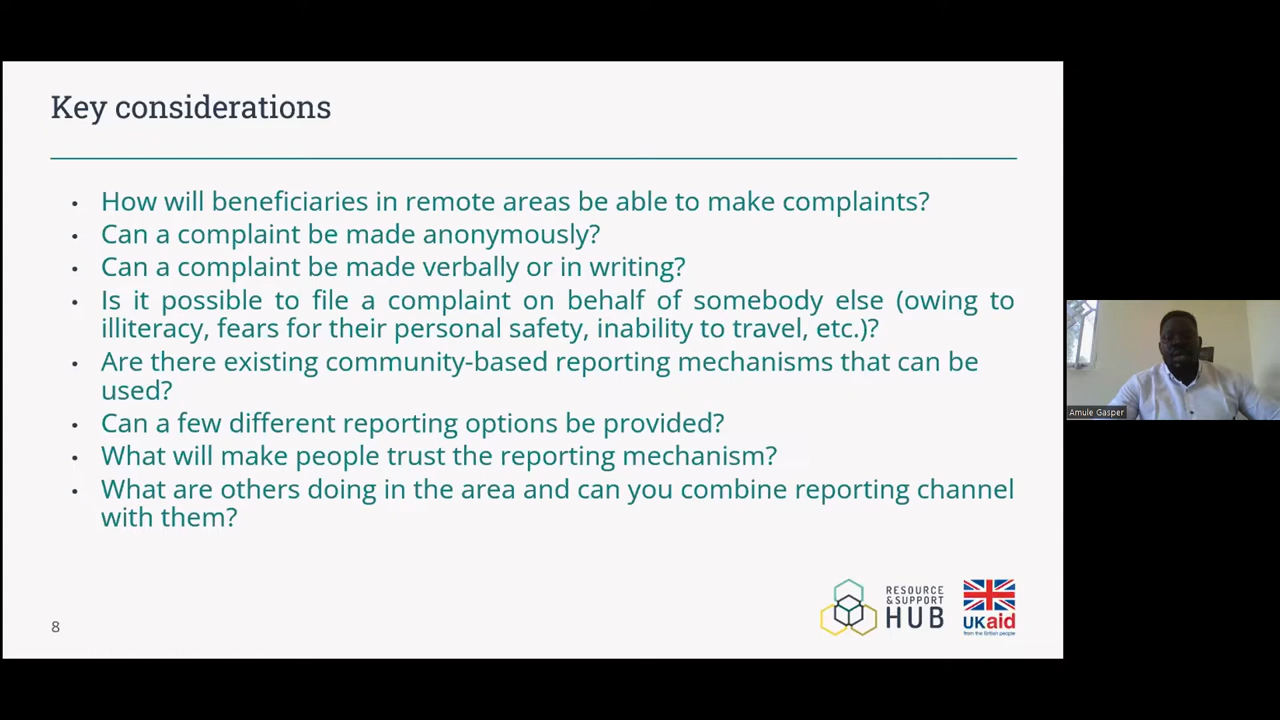 Key considerations
• How will beneficiaries in remote areas be able to make complaints?
• Can a complaint be made anonymously?
• Can a complaint be made verbally or in writing?
• Is it possible to file a complaint on behalf of somebody else (owing to
illiteracy, fears for their personal safety, inability to travel, etc.)?
• Are there existing community-based reporting mechanisms that can be
used?
• Can a few different reporting options be provided?
• What will make people trust the reporting mechanism?
• What are others doing in the area and can you combine reporting channel
with them?
Amule Gasper
RESOURCE
& SUPPORT
HUB
UKaid
from the British people
8